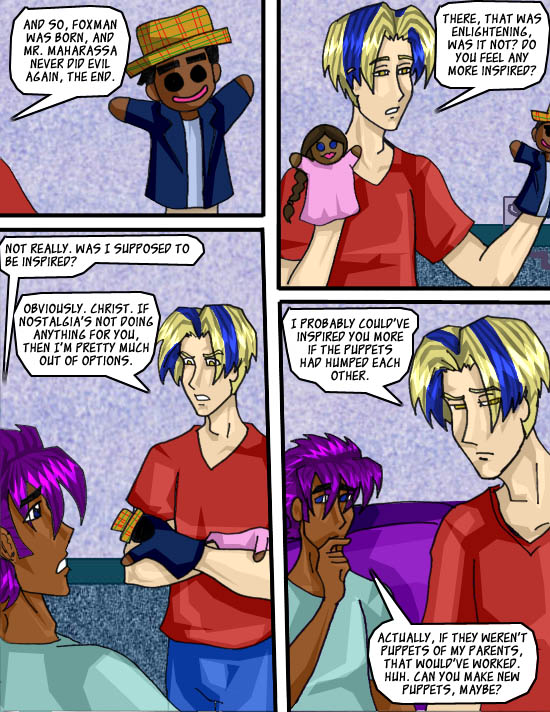 AND SO, FOXMAN
WAS BORN, AND
MR. MAHARASSA
NEVER DID EVIL
AGAIN, THE END.
THERE, THAT WAS
ENLIGHTENING,
WAS IT NOT? DO
YOU FEEL ANY
MORE INSPIRED?
NOT REALLY. WAS I SUPPOSED TO
BE INSPIRED?
OBVIOUSLY. CHRIST. IF
NOSTALGIA'S NOT DOING
ANYTHING FOR YOU,
THEN I'M PRETTY MUCH
OUT OF OPTIONS.
I PROBABLY COULD'VE
INSPIRED YOU MORE
IF THE PUPPETS
HAD HUMPED EACH
OTHER.
ACTUALLY, IF THEY WEREN'T
PUPPETS OF MY PARENTS,
THAT WOULD'VE WORKED.
HUH. CAN YOU MAKE NEW
PUPPETS, MAYBE?